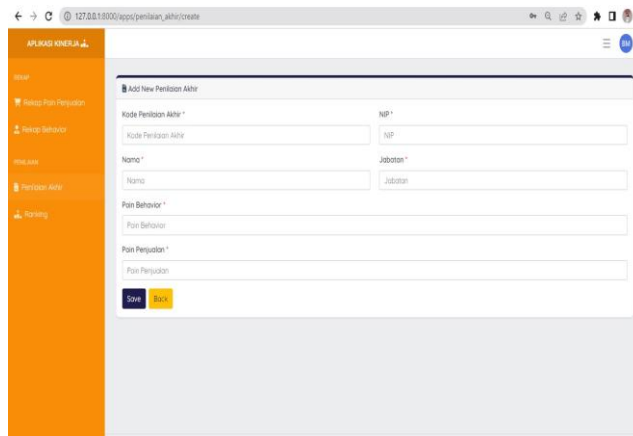 127.0.0.1:8000/apps/penilaian_akhir/create
APLIKASI KINERJA
BM
REKAP
Add New Penilaian Akhir
Rekap Poin Penjualan
Kode Penilaian Akhir *
NIP *
Rekap Behavior
Kode Penilaian Akhir
NIP
PENILAIAN
Nama *
Jabatan *
Penilaian Akhir
Nama
Jabatan
Ranking
Poin Behavior *
Poin Behavior
Poin Penjualan *
Poin Penjualan
Save
Back